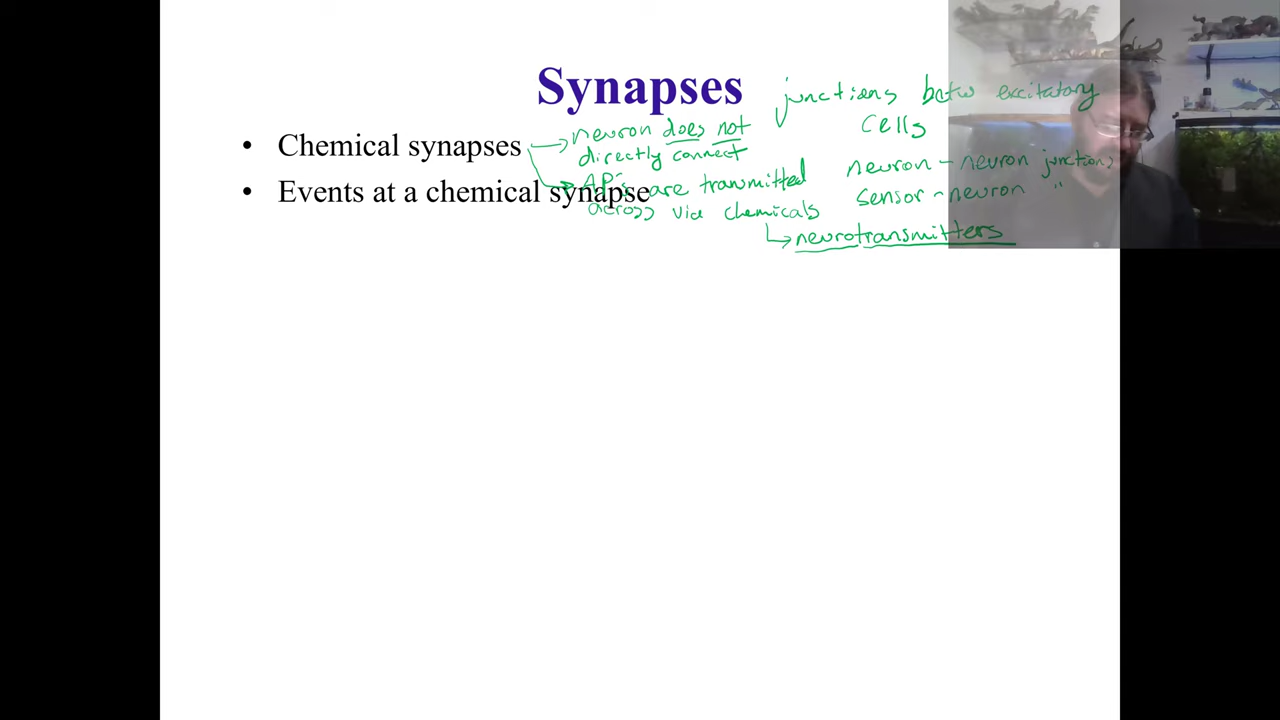 Synapses
junctions betw excitatory
cells
• Chemical synapses
neuron does not
directly connect
AP's are transmitted
across via chemicals
neurotransmitters
neuron - neuron junctions
sensor - neuron "
• Events at a chemical synapse